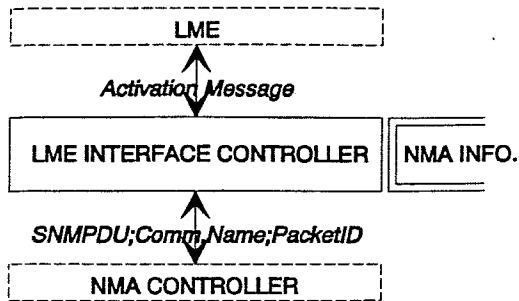 LME
Activation Message
LME INTERFACE CONTROLLER
NMA INFO.
SNMPDU;Comm.Name;PacketID
NMA CONTROLLER